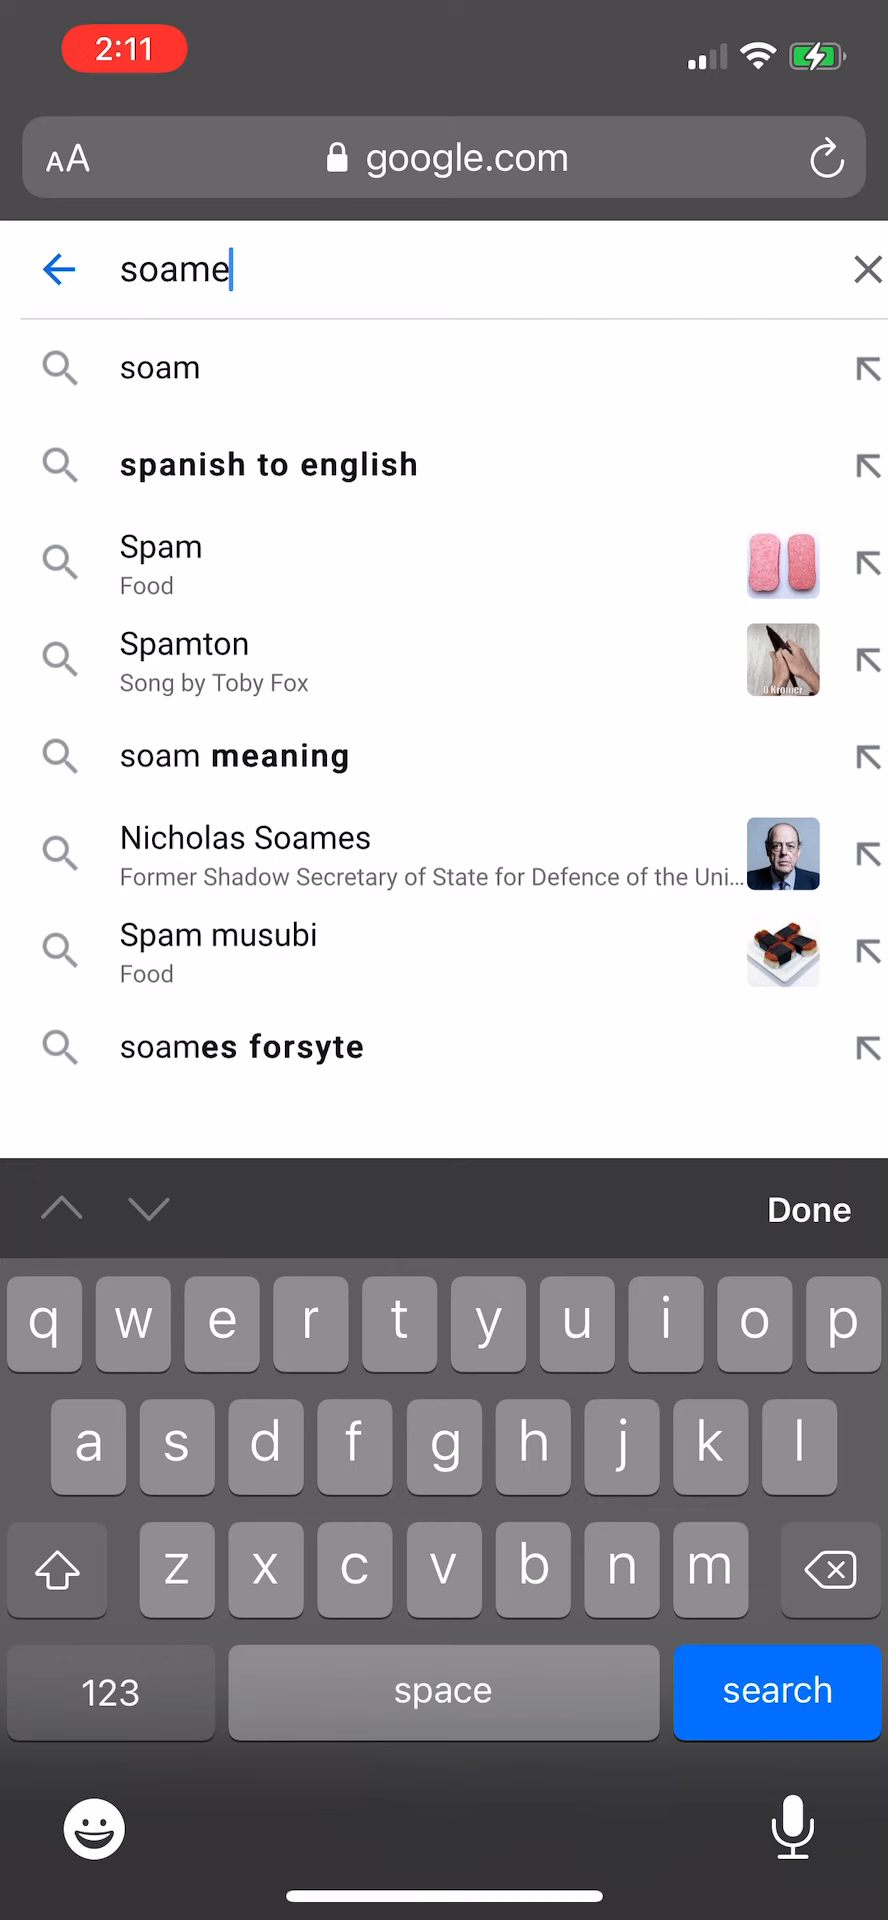 2:11
AA google.com
soame
soam
spanish to english
Spam
Food
Spamton
Song by Toby Fox
0 Kromer
soam meaning
Nicholas Soames
Former Shadow Secretary of State for Defence of the Uni...
Spam musubi
Food
soames forsyte
Done
q w e r t y u i o p
a s d f g h j k l
z x c v b n m
123 space search